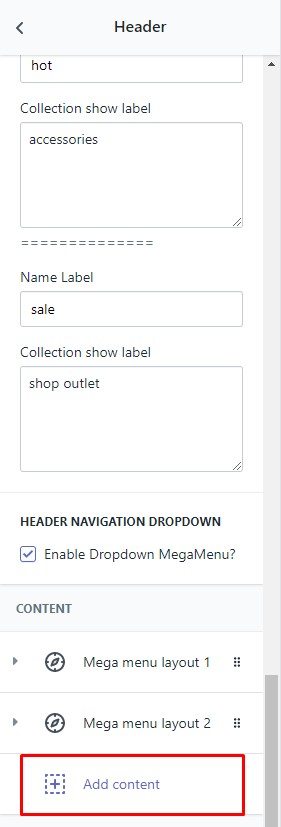 Header
hot
Collection show label
accessories
==============
Name Label
sale
Collection show label
shop outlet
HEADER NAVIGATION DROPDOWN
Enable Dropdown MegaMenu?
CONTENT
Mega menu layout 1
Mega menu layout 2
Add content